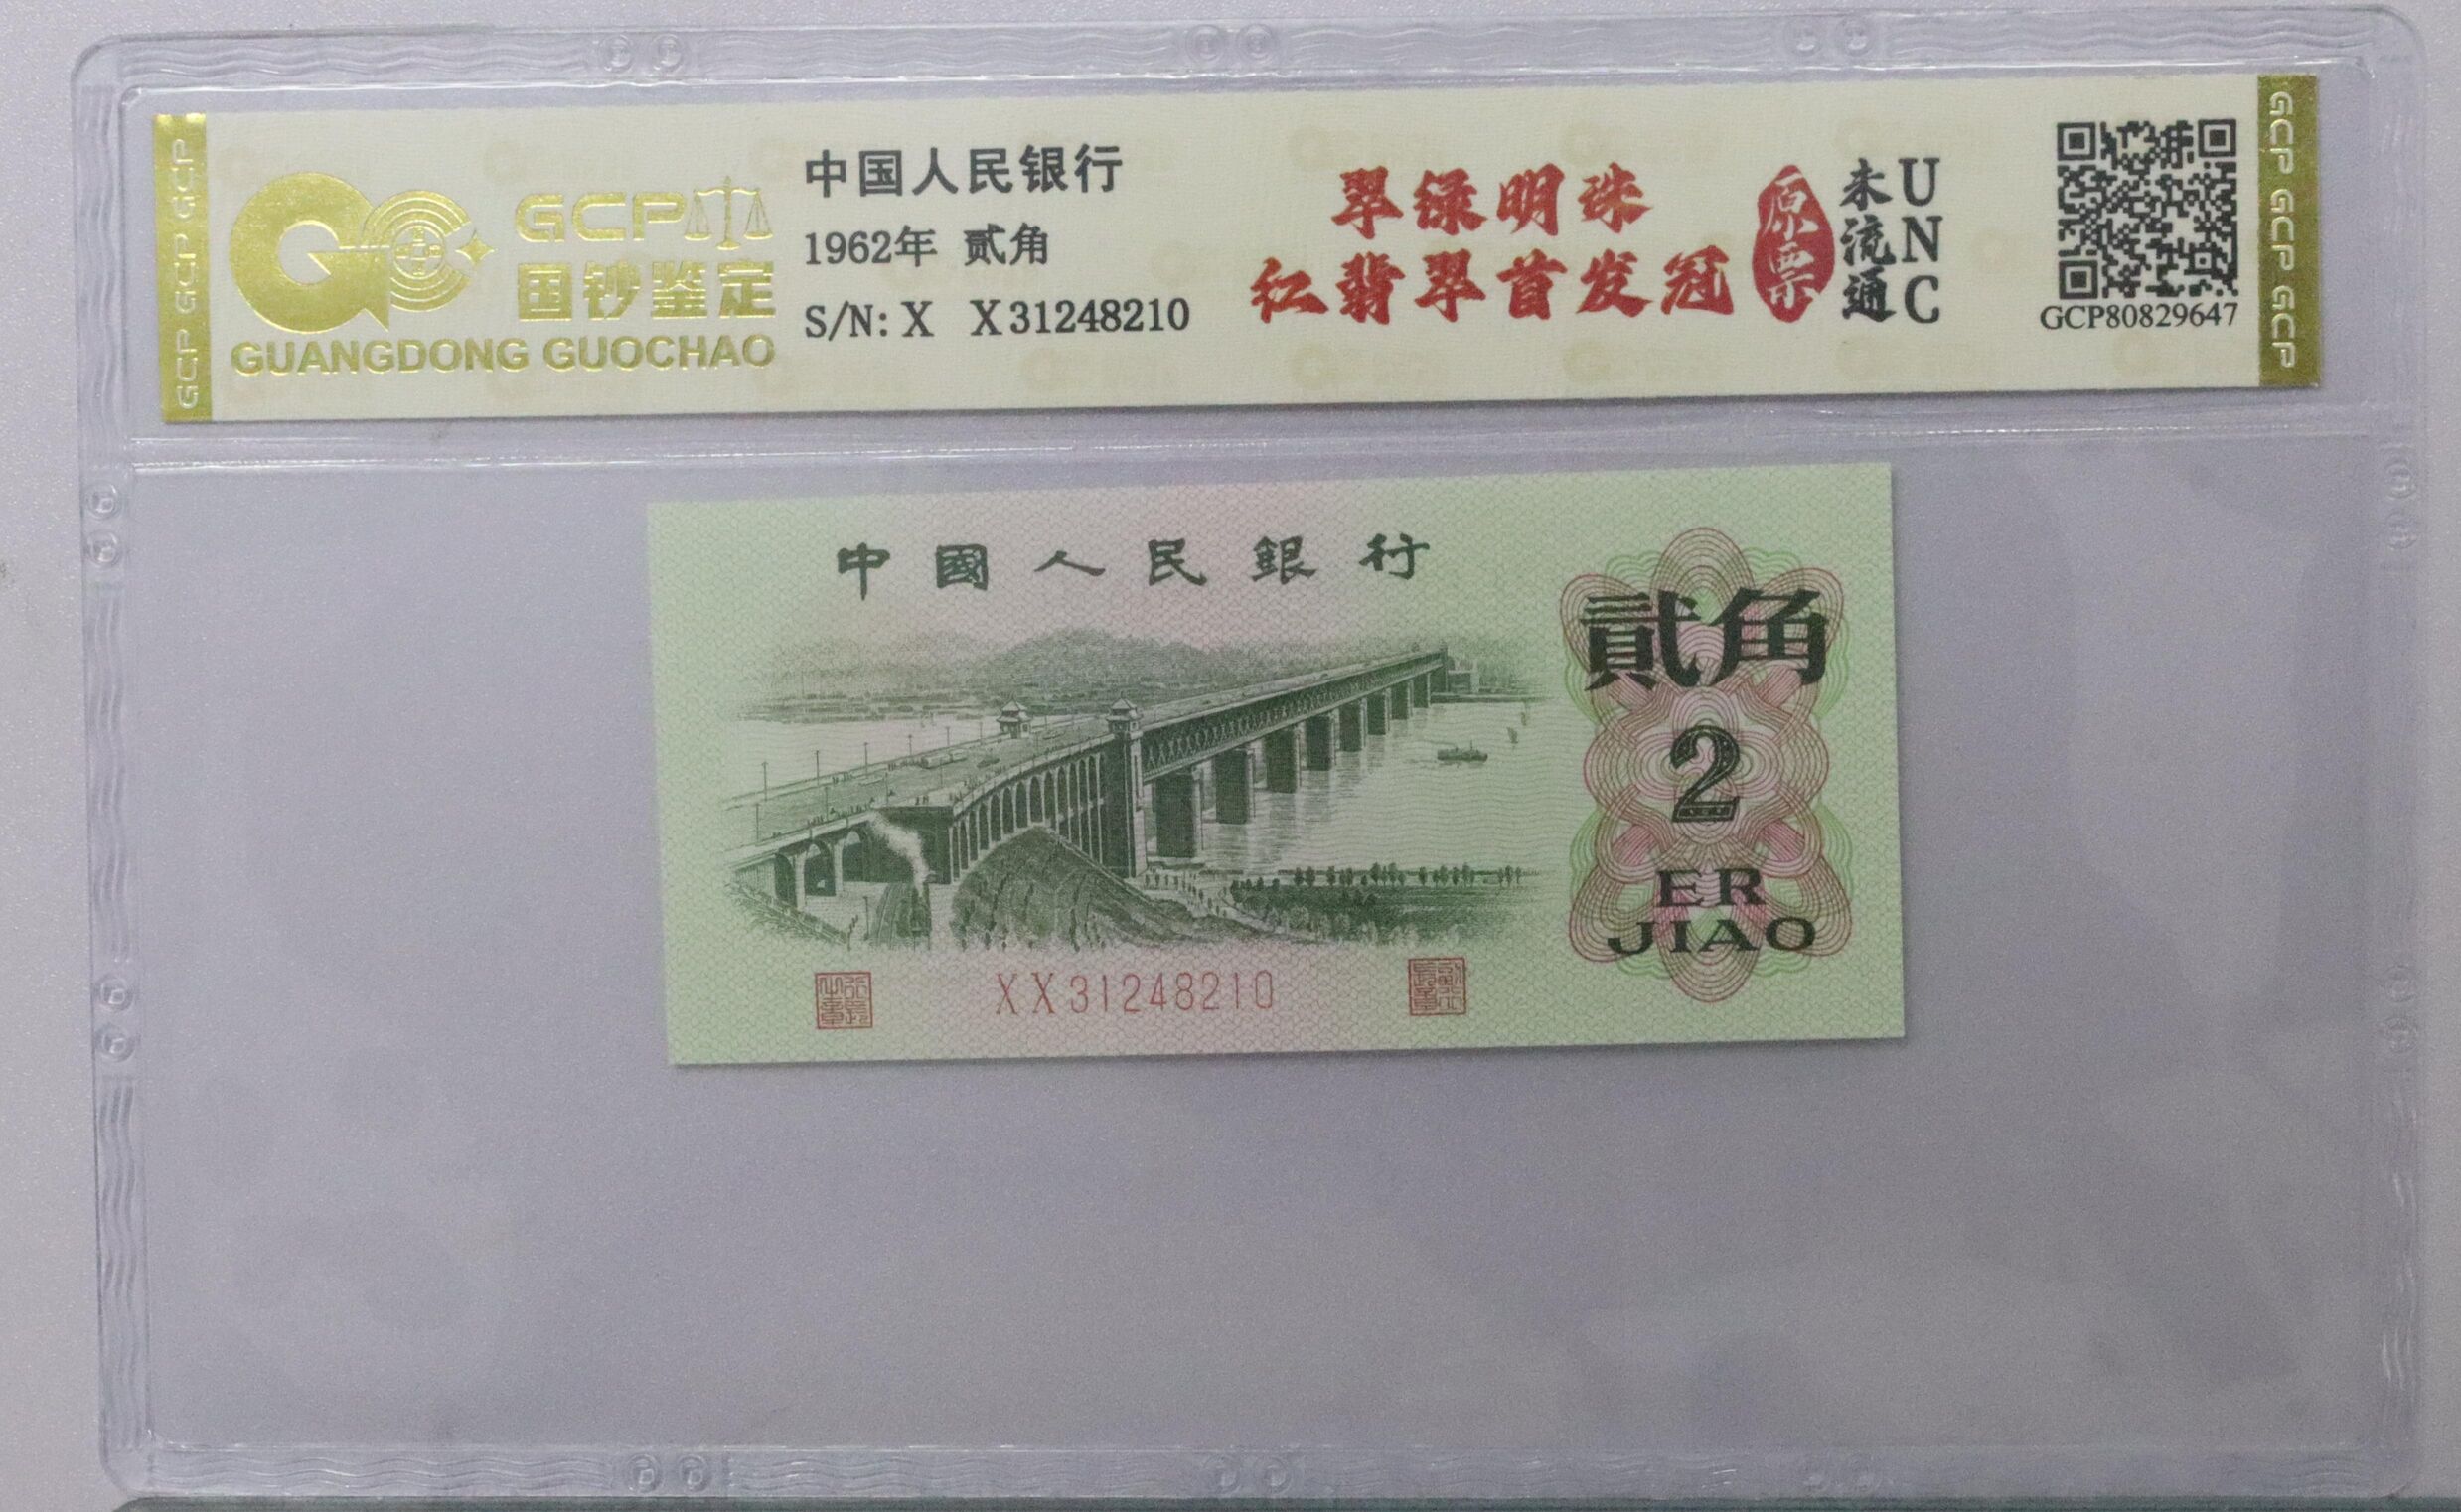 GCP GCP GCP
GCP
国钞鉴定
GUANGDONG GUOCHAO
中国人民银行
1962年 贰角
S/N: X X31248210
翠绿明珠
红翡翠首发冠
原票
未流通
UNC
GCP80829647
GCP GCP GCP
中國人民銀行
貳角
2
ER
JIAO
XX31248210